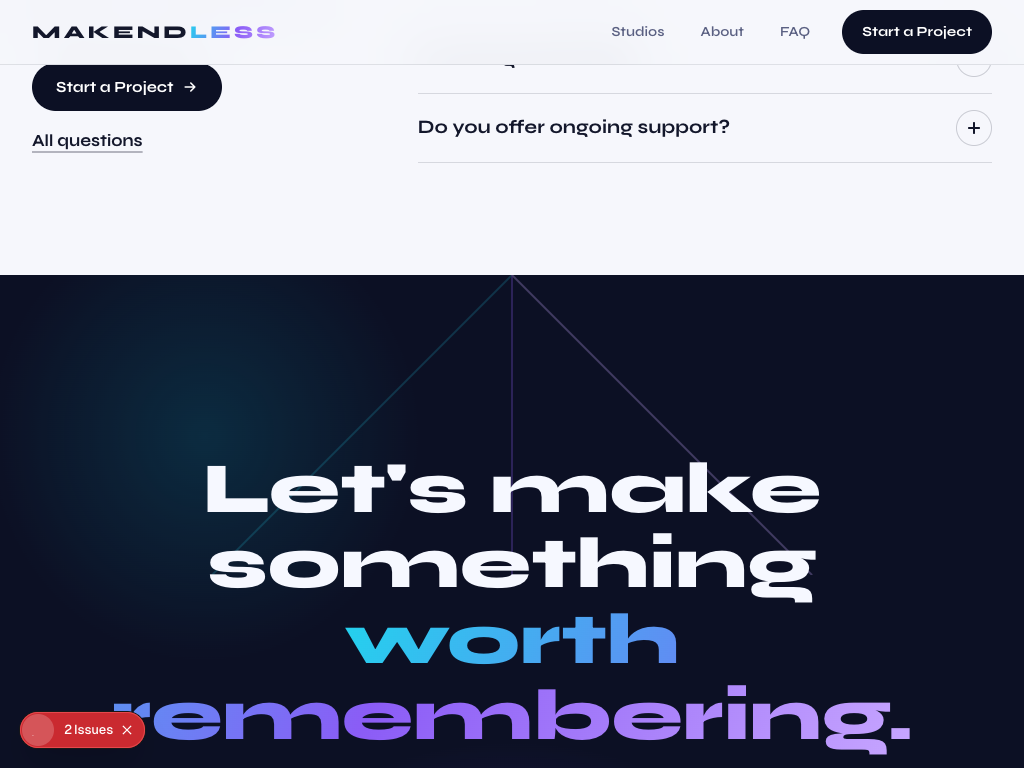 MAKENDLESS
Studios
About
FAQ
Start a Project
Start a Project →
All questions
Do you offer ongoing support?
Let's make
something
worth
remembering.
2 Issues